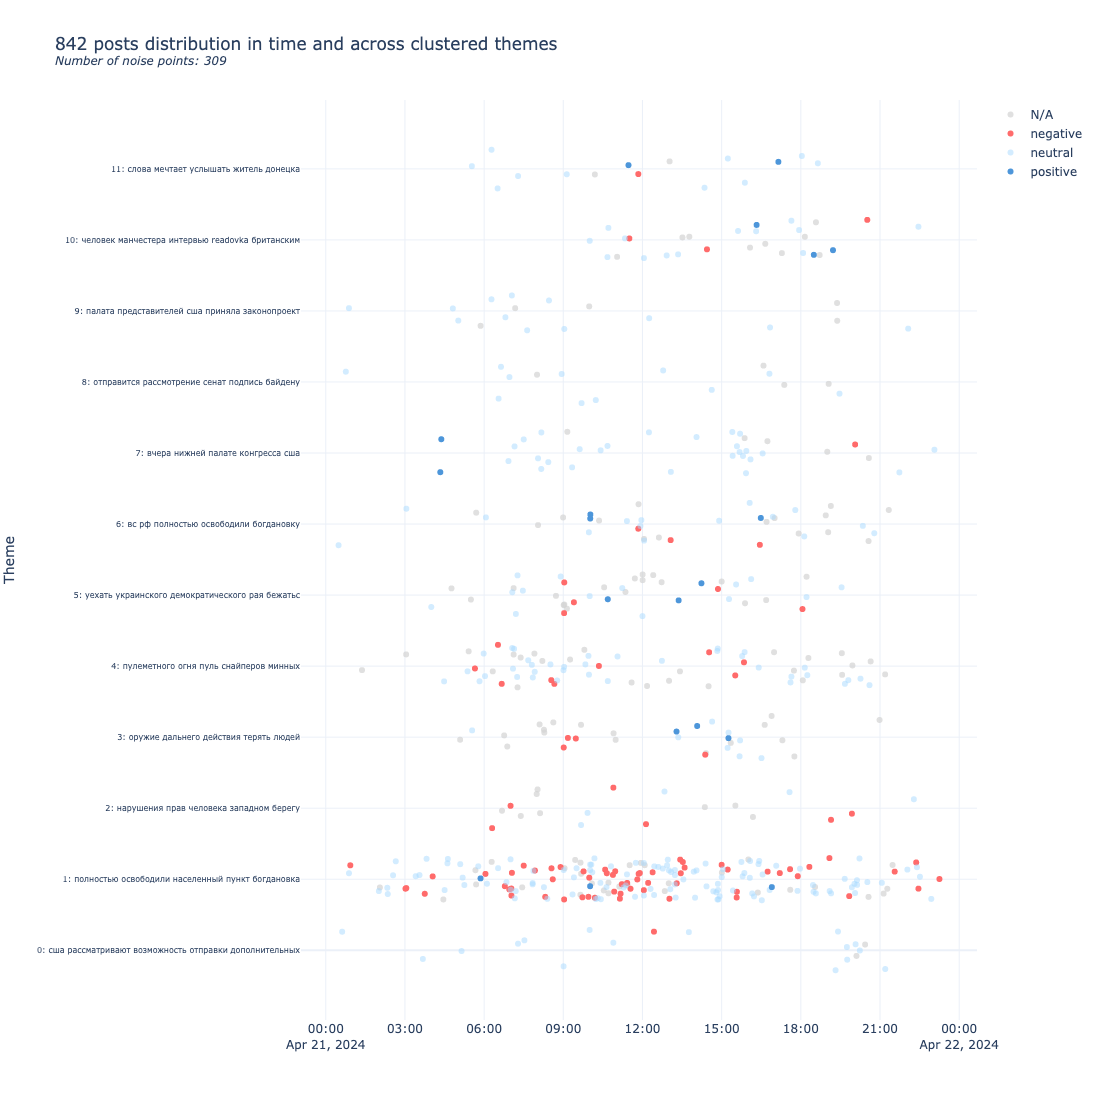 842 posts distribution in time and across clustered themes
Number of noise points: 309
N/A
negative
neutral
positive
Theme
11: слова мечтает услышать житель донецка
10: человек манчестера интервью readovka британским
9: палата представителей сша приняла законопроект
8: отправится рассмотрение сенат подпись байдену
7: вчера нижней палате конгресса сша
6: вс рф полностью освободили богдановку
5: уехать украинского демократического рая бежатьс
4: пулеметного огня пуль снайперов минных
3: оружие дальнего действия терять людей
2: нарушения прав человека западном берегу
1: полностью освободили населенный пункт богдановка
0: сша рассматривают возможность отправки дополнительных
00:00 03:00 06:00 09:00 12:00 15:00 18:00 21:00 00:00
Apr 21, 2024 Apr 22, 2024